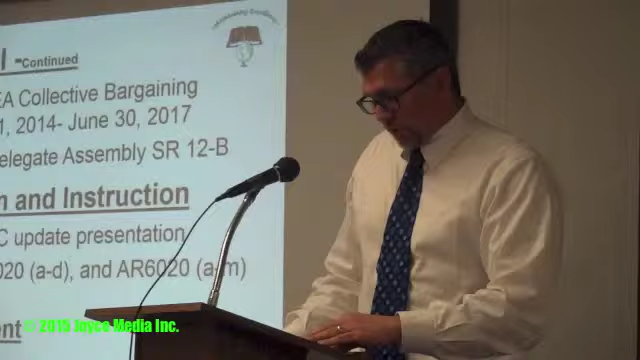 -Continued
EA Collective Bargaining
1, 2014- June 30, 2017
elegate Assembly SR 12-B
n and Instruction
C update presentation
020 (a-d), and AR6020 (a-m)
ent
© 2015 Joyce Media Inc.